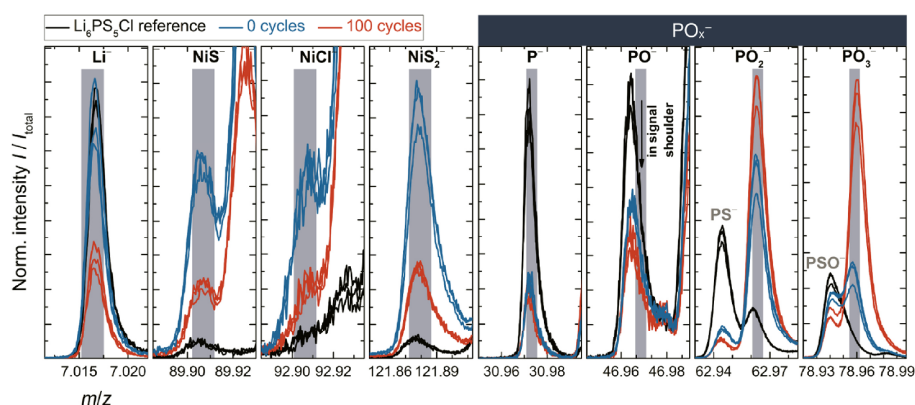 Li₆PS₅Cl reference 0 cycles 100 cycles
POₓ⁻
Li⁻ NiS⁻ NiCl⁻ NiS₂⁻ P⁻ PO⁻ PO₂⁻ PO₃⁻
in signal
shoulder
PS⁻
PSO⁻
Norm. intensity I / Itotal
7.015 7.020 89.90 89.92 92.90 92.92 121.86 121.89 30.96 30.98 46.96 46.98 62.94 62.97 78.93 78.96 78.99
m/z